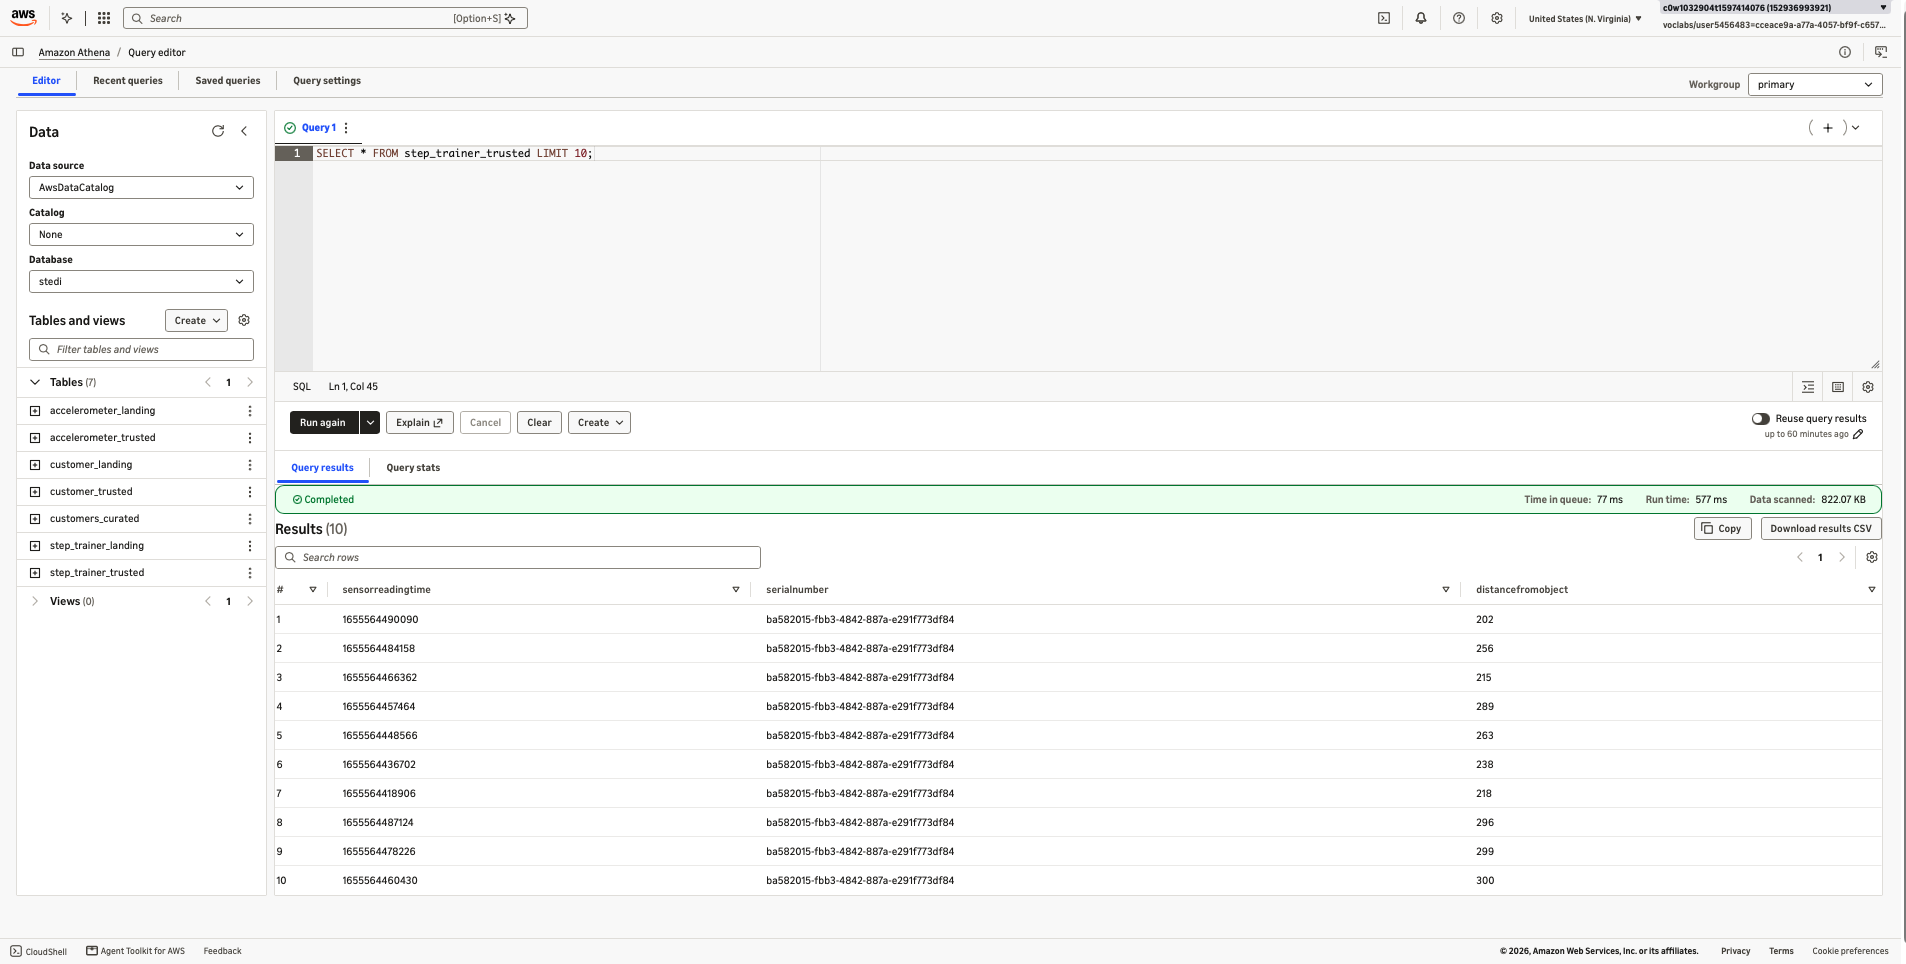 aws
Search [Option+S]
United States (N. Virginia)
c0w1032904t1597414076 (152936993921)
voclabs/user5456483=cceace9a-a77a-4057-bf9f-c657...
Amazon Athena / Query editor
Editor Recent queries Saved queries Query settings
Workgroup primary
Data
Data source
AwsDataCatalog
Catalog
None
Database
stedi
Tables and views Create
Filter tables and views
Tables (7) 1
accelerometer_landing
accelerometer_trusted
customer_landing
customer_trusted
customers_curated
step_trainer_landing
step_trainer_trusted
Views (0) 1
Query 1
1 SELECT * FROM step_trainer_trusted LIMIT 10;
SQL Ln 1, Col 45
Run again Explain Cancel Clear Create
Reuse query results
up to 60 minutes ago
Query results Query stats
Completed Time in queue: 77 ms Run time: 577 ms Data scanned: 822.07 KB
Results (10) Copy Download results CSV
Search rows 1
# sensorreadingtime serialnumber distancefromobject
1 1655564490090 ba582015-fbb3-4842-887a-e291f773df84 202
2 1655564484158 ba582015-fbb3-4842-887a-e291f773df84 256
3 1655564466362 ba582015-fbb3-4842-887a-e291f773df84 215
4 1655564457464 ba582015-fbb3-4842-887a-e291f773df84 289
5 1655564448566 ba582015-fbb3-4842-887a-e291f773df84 263
6 1655564436702 ba582015-fbb3-4842-887a-e291f773df84 238
7 1655564418906 ba582015-fbb3-4842-887a-e291f773df84 218
8 1655564487124 ba582015-fbb3-4842-887a-e291f773df84 296
9 1655564478226 ba582015-fbb3-4842-887a-e291f773df84 299
10 1655564460430 ba582015-fbb3-4842-887a-e291f773df84 300
CloudShell Agent Toolkit for AWS Feedback
© 2026, Amazon Web Services, Inc. or its affiliates. Privacy Terms Cookie preferences